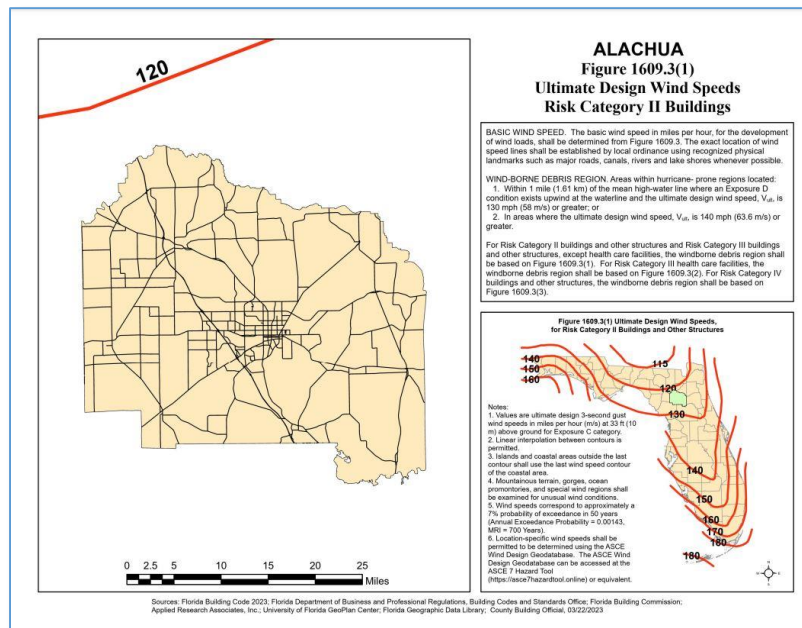 120
ALACHUA
Figure 1609.3(1)
Ultimate Design Wind Speeds
Risk Category II Buildings
BASIC WIND SPEED. The basic wind speed in miles per hour, for the development
of wind loads, shall be determined from Figure 1609.3. The exact location of wind
speed lines shall be established by local ordinance using recognized physical
landmarks such as major roads, canals, rivers and lake shores whenever possible.
WIND-BORNE DEBRIS REGION. Areas within hurricane- prone regions located:
1. Within 1 mile (1.61 km) of the mean high-water line where an Exposure D
condition exists upwind at the waterline and the ultimate design wind speed, Vult, is
130 mph (58 m/s) or greater; or
2. In areas where the ultimate design wind speed, Vult, is 140 mph (63.6 m/s) or
greater.
For Risk Category II buildings and other structures and Risk Category III buildings
and other structures, except health care facilities, the windborne debris region shall
be based on Figure 1609.3(1). For Risk Category III health care facilities, the
windborne debris region shall be based on Figure 1609.3(2). For Risk Category IV
buildings and other structures, the windborne debris region shall be based on
Figure 1609.3(3).
Figure 1609.3(1) Ultimate Design Wind Speeds,
for Risk Category II Buildings and Other Structures
140
150
160
115
120
130
140
150
160
170
180
180
Notes:
1. Values are ultimate design 3-second gust
wind speeds in miles per hour (m/s) at 33 ft (10
m) above ground for Exposure C category.
2. Linear interpolation between contours is
permitted.
3. Islands and coastal areas outside the last
contour shall use the last wind speed contour
of the coastal area.
4. Mountainous terrain, gorges, ocean
promontories, and special wind regions shall
be examined for unusual wind conditions.
5. Wind speeds correspond to approximately a
7% probability of exceedance in 50 years
(Annual Exceedance Probability = 0.00143,
MRI = 700 Years).
6. Location-specific wind speeds shall be
permitted to be determined using the ASCE
Wind Design Geodatabase. The ASCE Wind
Design Geodatabase can be accessed at the
ASCE 7 Hazard Tool
(https://asce7hazardtool.online) or equivalent.
0 2.5 5 10 15 20 25
Miles
Sources: Florida Building Code 2023; Florida Department of Business and Professional Regulations, Building Codes and Standards Office; Florida Building Commission;
Applied Research Associates, Inc.; University of Florida GeoPlan Center; Florida Geographic Data Library; County Building Official, 03/22/2023